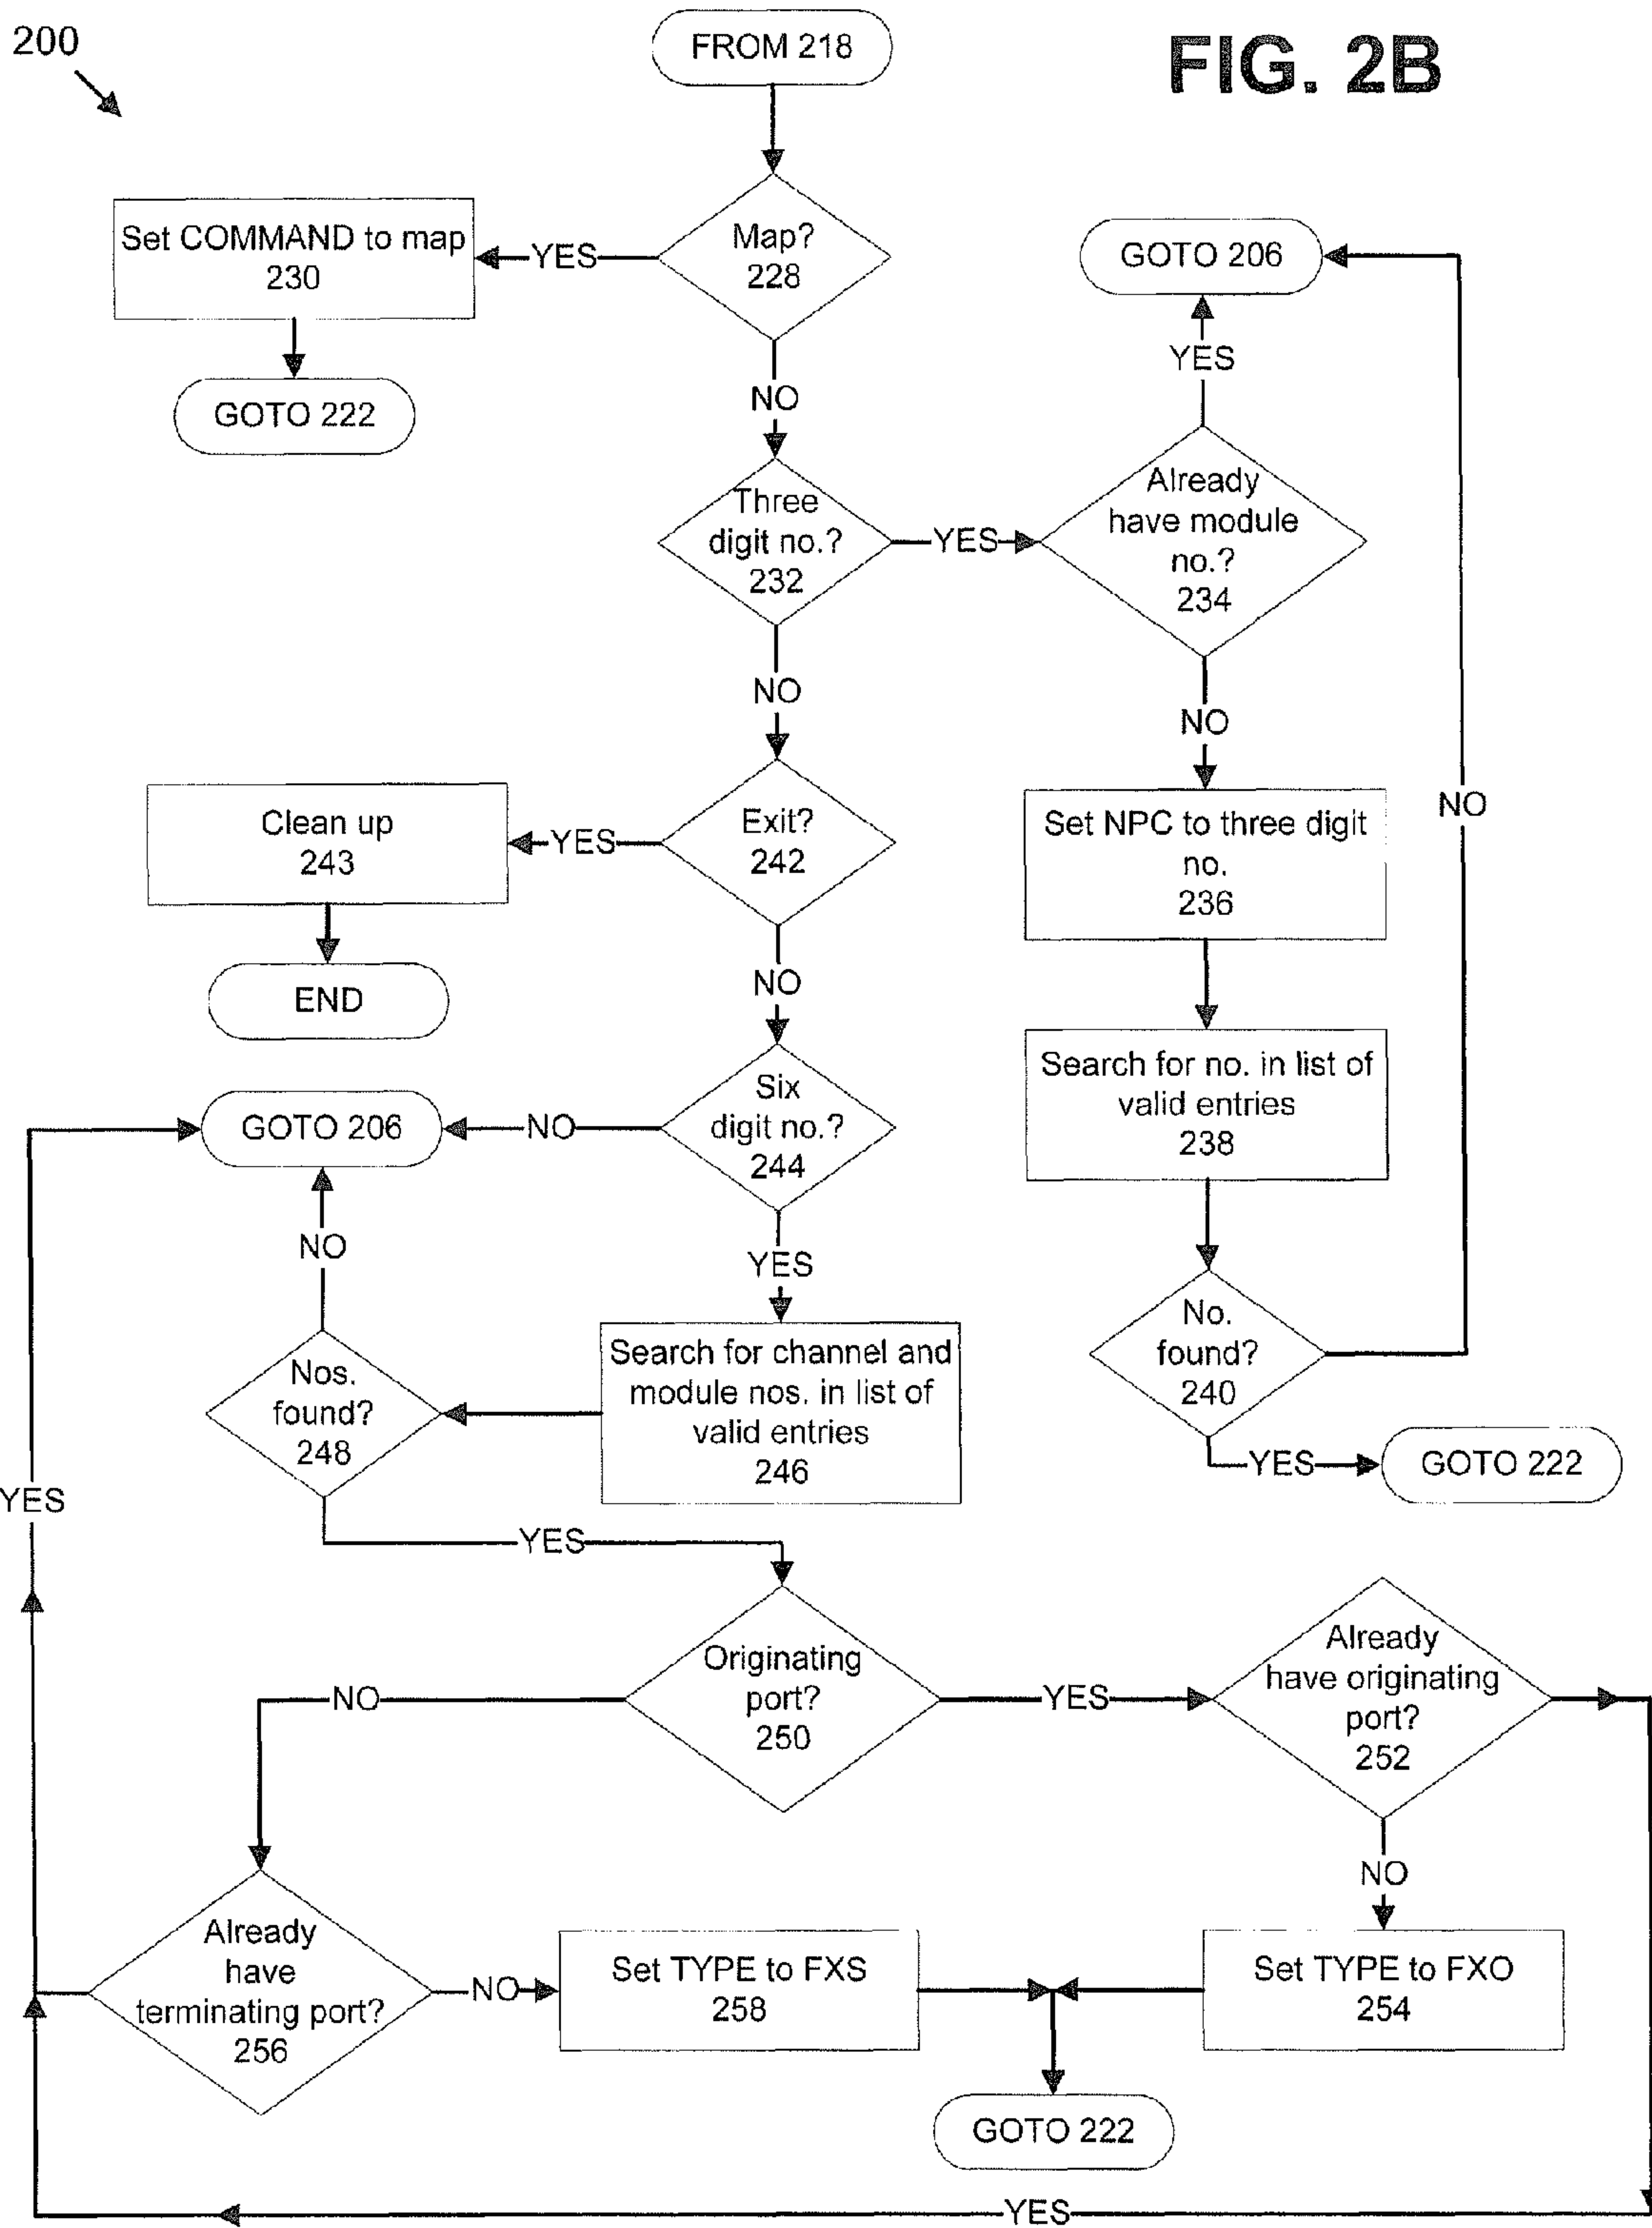 200
FROM 218
FIG. 2B
Map?
228
YES
Set COMMAND to map
230
GOTO 222
GOTO 206
YES
NO
Three
digit no.?
232
YES
Already
have module
no.?
234
NO
NO
Set NPC to three digit
no.
236
NO
Exit?
242
YES
Clean up
243
END
NO
Search for no. in list of
valid entries
238
Six
digit no.?
244
NO
GOTO 206
NO
YES
No.
found?
240
YES
GOTO 222
Search for channel and
module nos. in list of
valid entries
246
Nos.
found?
248
YES
YES
Originating
port?
250
NO
YES
Already
have originating
port?
252
NO
Already
have
terminating port?
256
NO
Set TYPE to FXS
258
Set TYPE to FXO
254
GOTO 222
YES